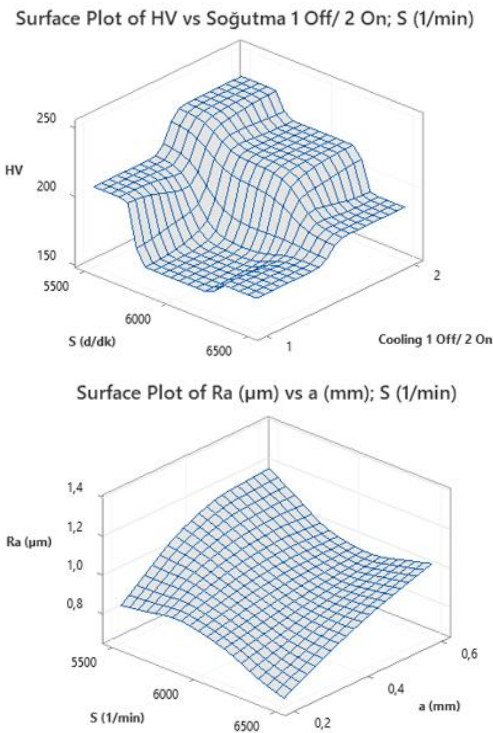 Surface Plot of HV vs Soğutma 1 Off/ 2 On; S (1/min)
250
HV
200
150
5500
6000
6500
S (d/dk)
1
2
Cooling 1 Off/ 2 On
Surface Plot of Ra (µm) vs a (mm); S (1/min)
1,4
1,2
Ra (µm)
1,0
0,8
5500
6000
6500
S (1/min)
0,2
0,4
0,6
a (mm)